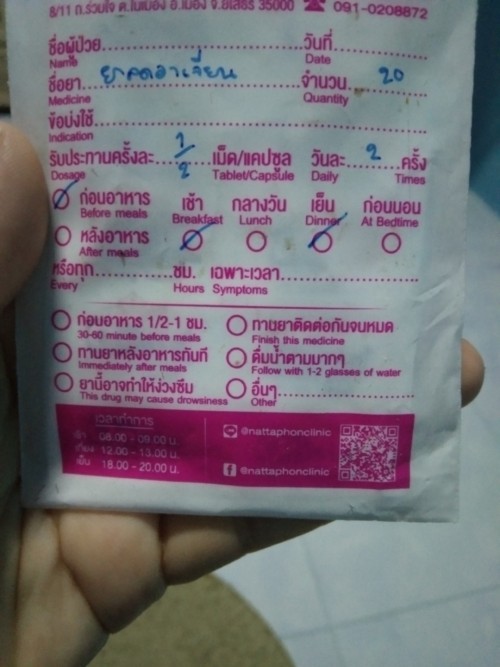 8/11 ถ.ร่วมใจ ต.ในเมือง อ.เมือง จ.ยโสธร 35000 ☎ 091-0208872
ชื่อผู้ป่วย.......................................วันที่............
Name Date
ชื่อยา.... ยาลดอาเจียน ....จำนวน.... 20
Medicine Quantity
ข้อบ่งใช้............................................................
Indication
รับประทานครั้งละ.... 1/2 ....เม็ด/แคปซูล วันละ.. 2 ....ครั้ง
Dosage Tablet/Capsule Daily Times
ก่อนอาหาร เช้า กลางวัน เย็น ก่อนนอน
Before meals Breakfast Lunch Dinner At Bedtime
หลังอาหาร
After meals
หรือทุก..................ชม. เฉพาะเวลา............................
Every Hours Symptoms
ก่อนอาหาร 1/2-1 ชม. ทานยาติดต่อกันจนหมด
30-60 minute before meals Finish this medicine
ทานยาหลังอาหารทันที ดื่มน้ำตามมากๆ
Immediately after meals Follow with 1-2 glasses of water
ยานี้อาจทำให้ง่วงซึม อื่นๆ..............................
This drug may cause drowsiness Other
เวลาทำการ
เช้า 08.00 - 09.00 น. @nattaphonclinic
เที่ยง 12.00 - 13.00 น.
เย็น 18.00 - 20.00 น. @nattaphonclinic